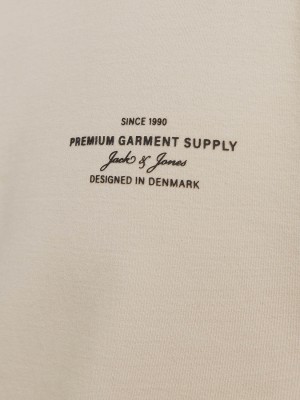 SINCE 1990
PREMIUM GARMENT SUPPLY
Jack & Jones
DESIGNED IN DENMARK